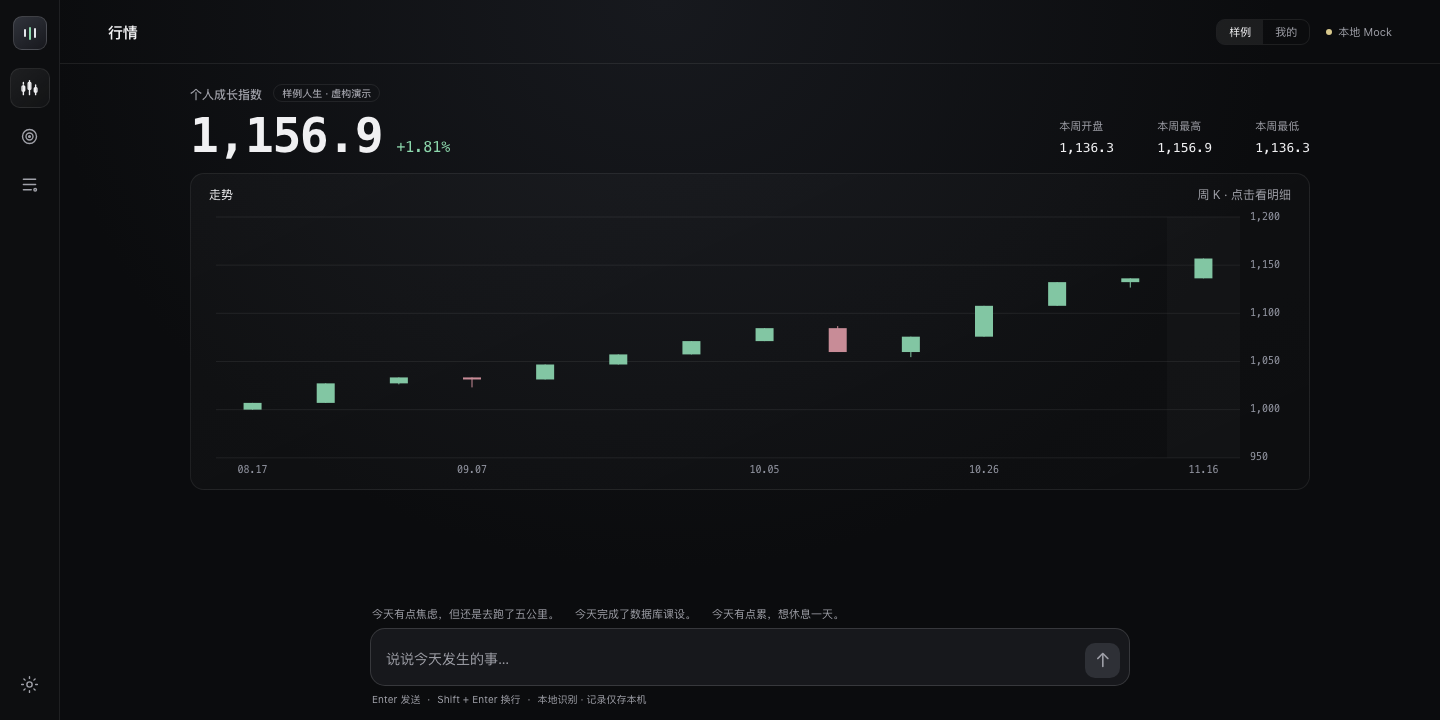 行情
样例 我的 本地 Mock
个人成长指数 样例人生 · 虚构演示
1,156.9 +1.81%
本周开盘 本周最高 本周最低
1,136.3 1,156.9 1,136.3
走势 周 K · 点击看明细
1,200
1,150
1,100
1,050
1,000
950
08.17 09.07 10.05 10.26 11.16
今天有点焦虑，但还是去跑了五公里。 今天完成了数据库课设。 今天有点累，想休息一天。
说说今天发生的事...
Enter 发送 · Shift + Enter 换行 · 本地识别 · 记录仅存本机